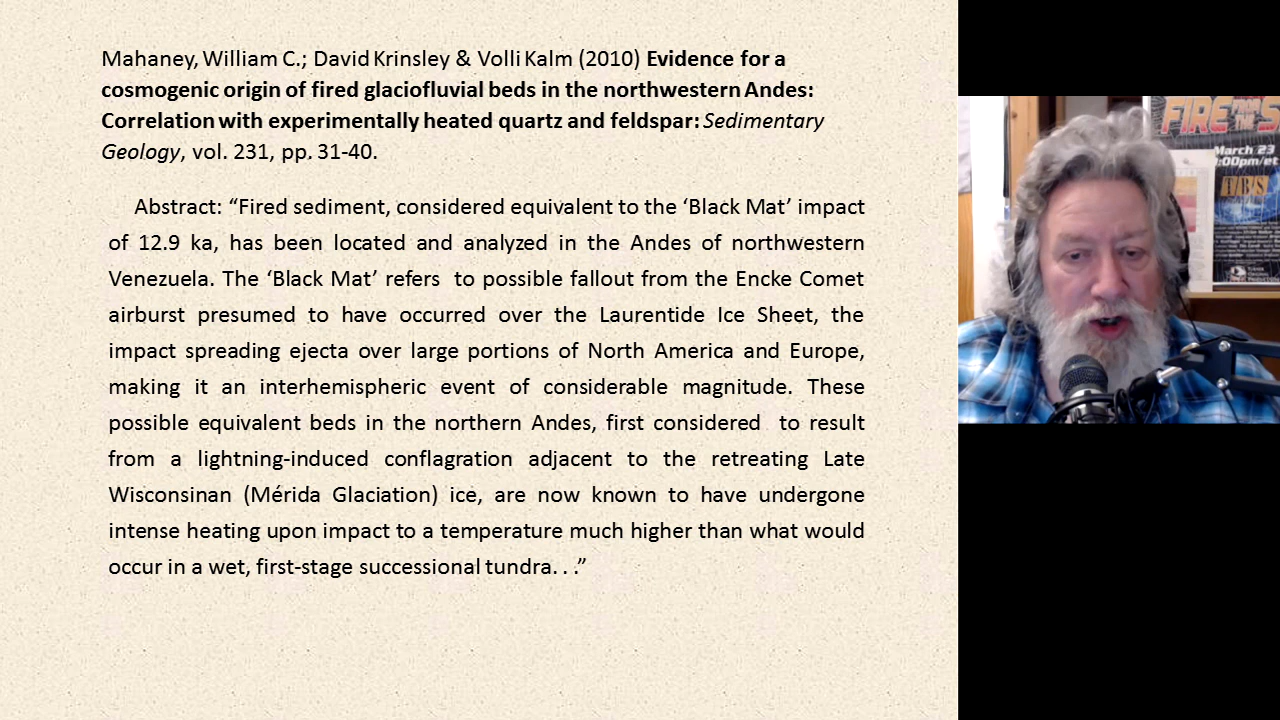 Mahaney, William C.; David Krinsley & Volli Kalm (2010) Evidence for a
cosmogenic origin of fired glaciofluvial beds in the northwestern Andes:
Correlation with experimentally heated quartz and feldspar: Sedimentary
Geology, vol. 231, pp. 31-40.
Abstract: “Fired sediment, considered equivalent to the ‘Black Mat’ impact
of 12.9 ka, has been located and analyzed in the Andes of northwestern
Venezuela. The ‘Black Mat’ refers to possible fallout from the Encke Comet
airburst presumed to have occurred over the Laurentide Ice Sheet, the
impact spreading ejecta over large portions of North America and Europe,
making it an interhemispheric event of considerable magnitude. These
possible equivalent beds in the northern Andes, first considered to result
from a lightning-induced conflagration adjacent to the retreating Late
Wisconsinan (Mérida Glaciation) ice, are now known to have undergone
intense heating upon impact to a temperature much higher than what would
occur in a wet, first-stage successional tundra. . .”
FIRE FROM
THE S
March 23
:00pm/et
TBS